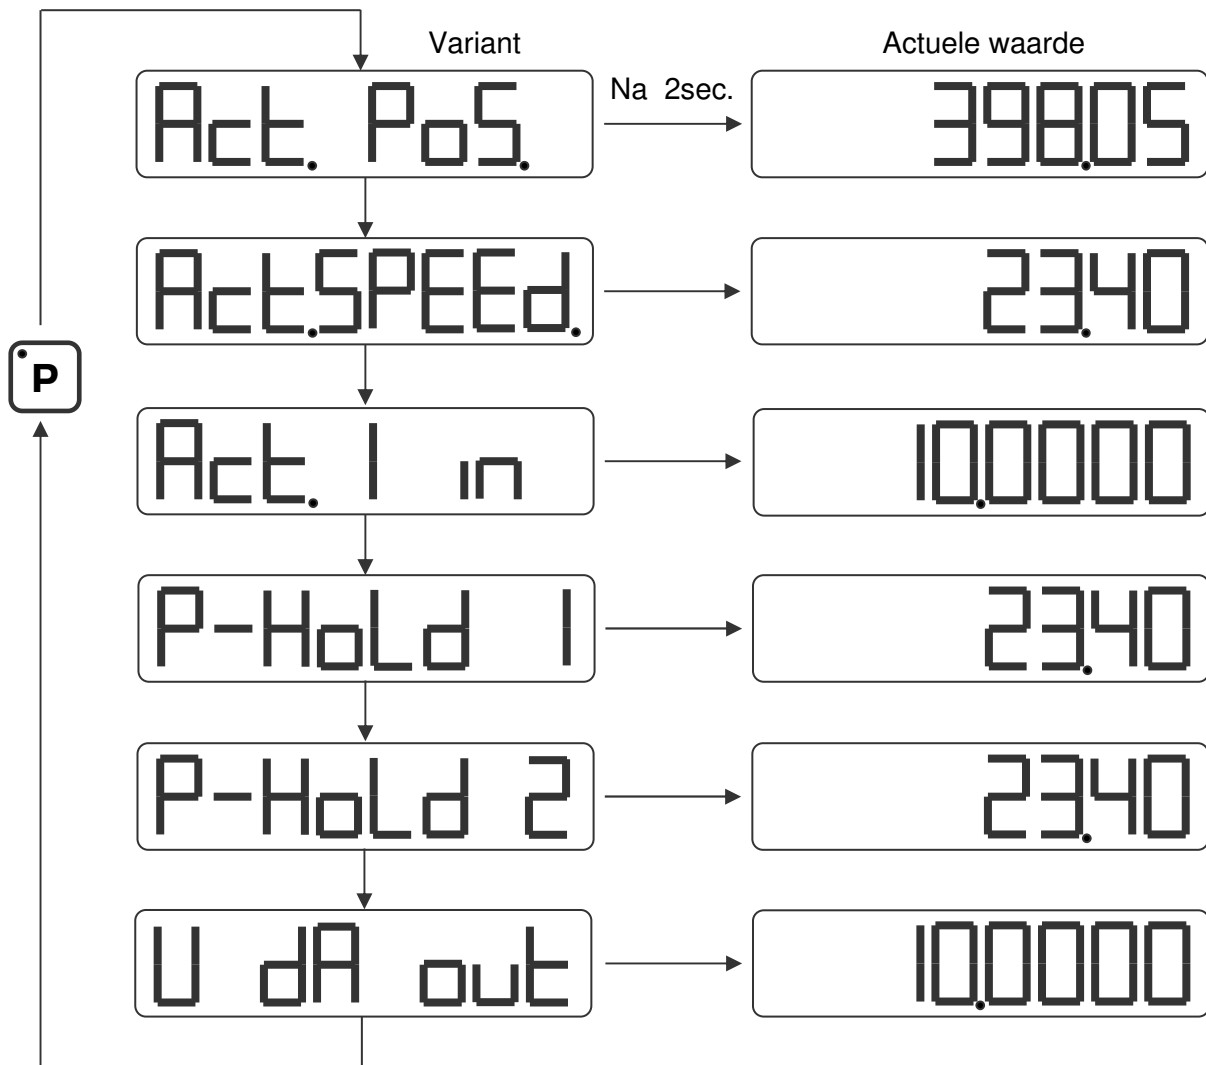 Variant Actuele waarde
Act. PoS. Na 2sec. 398.05
Act.SPEEd. 23.40
P
Act. 1 in 10.0000
P-HoLd 1 23.40
P-HoLd 2 23.40
U dA out 10.0000